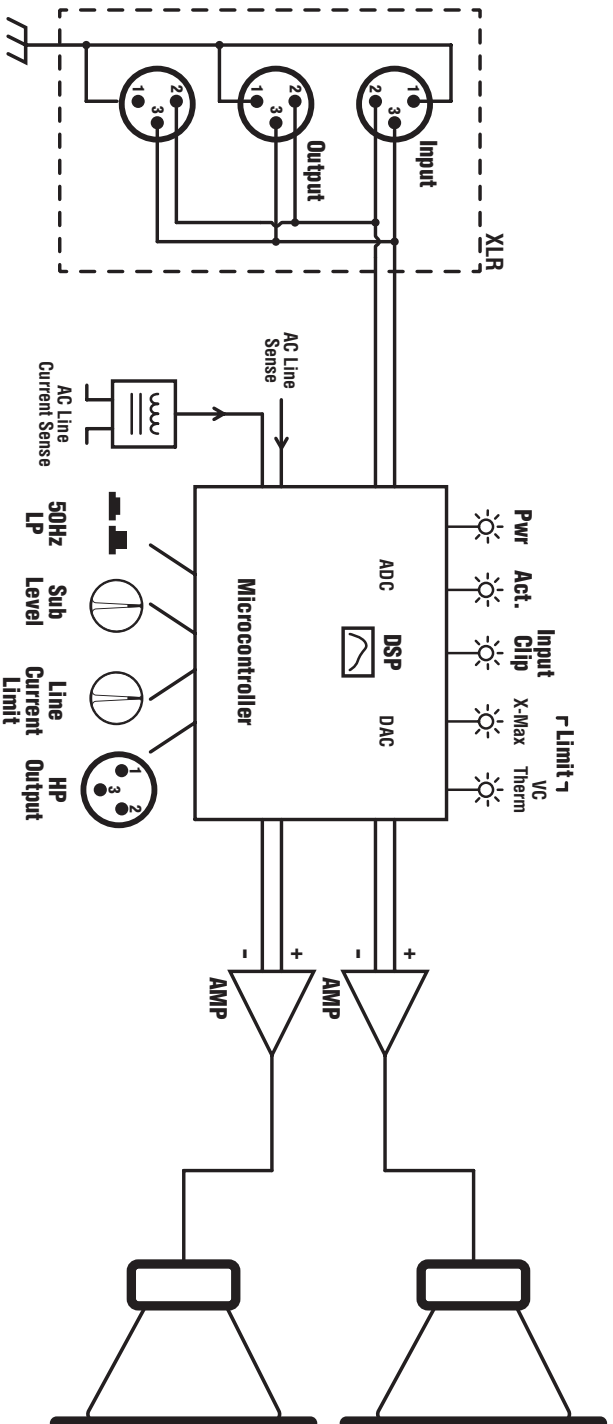 XLR
Input
1
3
2
Output
2
3
1
2
3
1
Limit
Pwr
Act.
Input
Clip
X-Max
VC
Therm
ADC
DSP
DAC
Microcontroller
AC Line
Sense
AC Line
Current Sense
50Hz
LP
Sub
Level
Line
Current
Limit
1
2
3
HP
Output
+
-
AMP
+
-
AMP